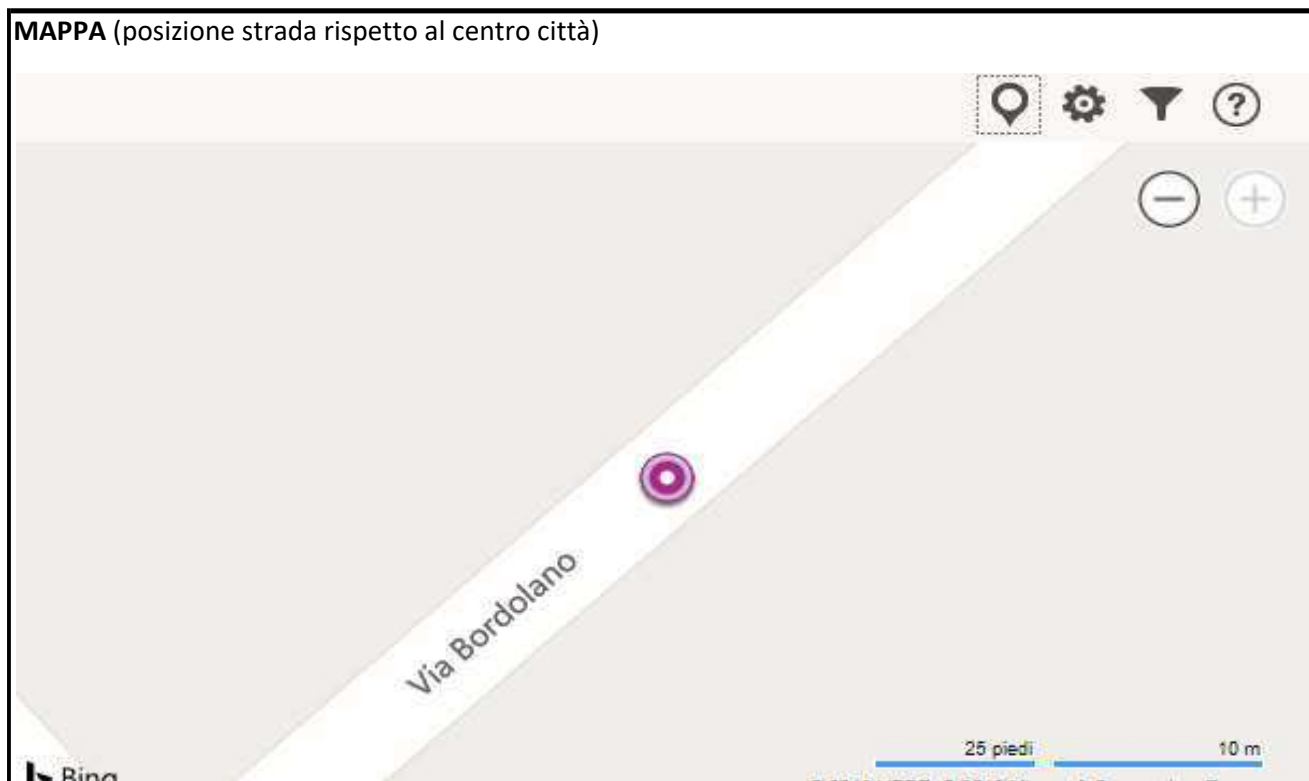 MAPPA (posizione strada rispetto al centro città)
?
Via Bordolano
25 piedi 10 m
Bing